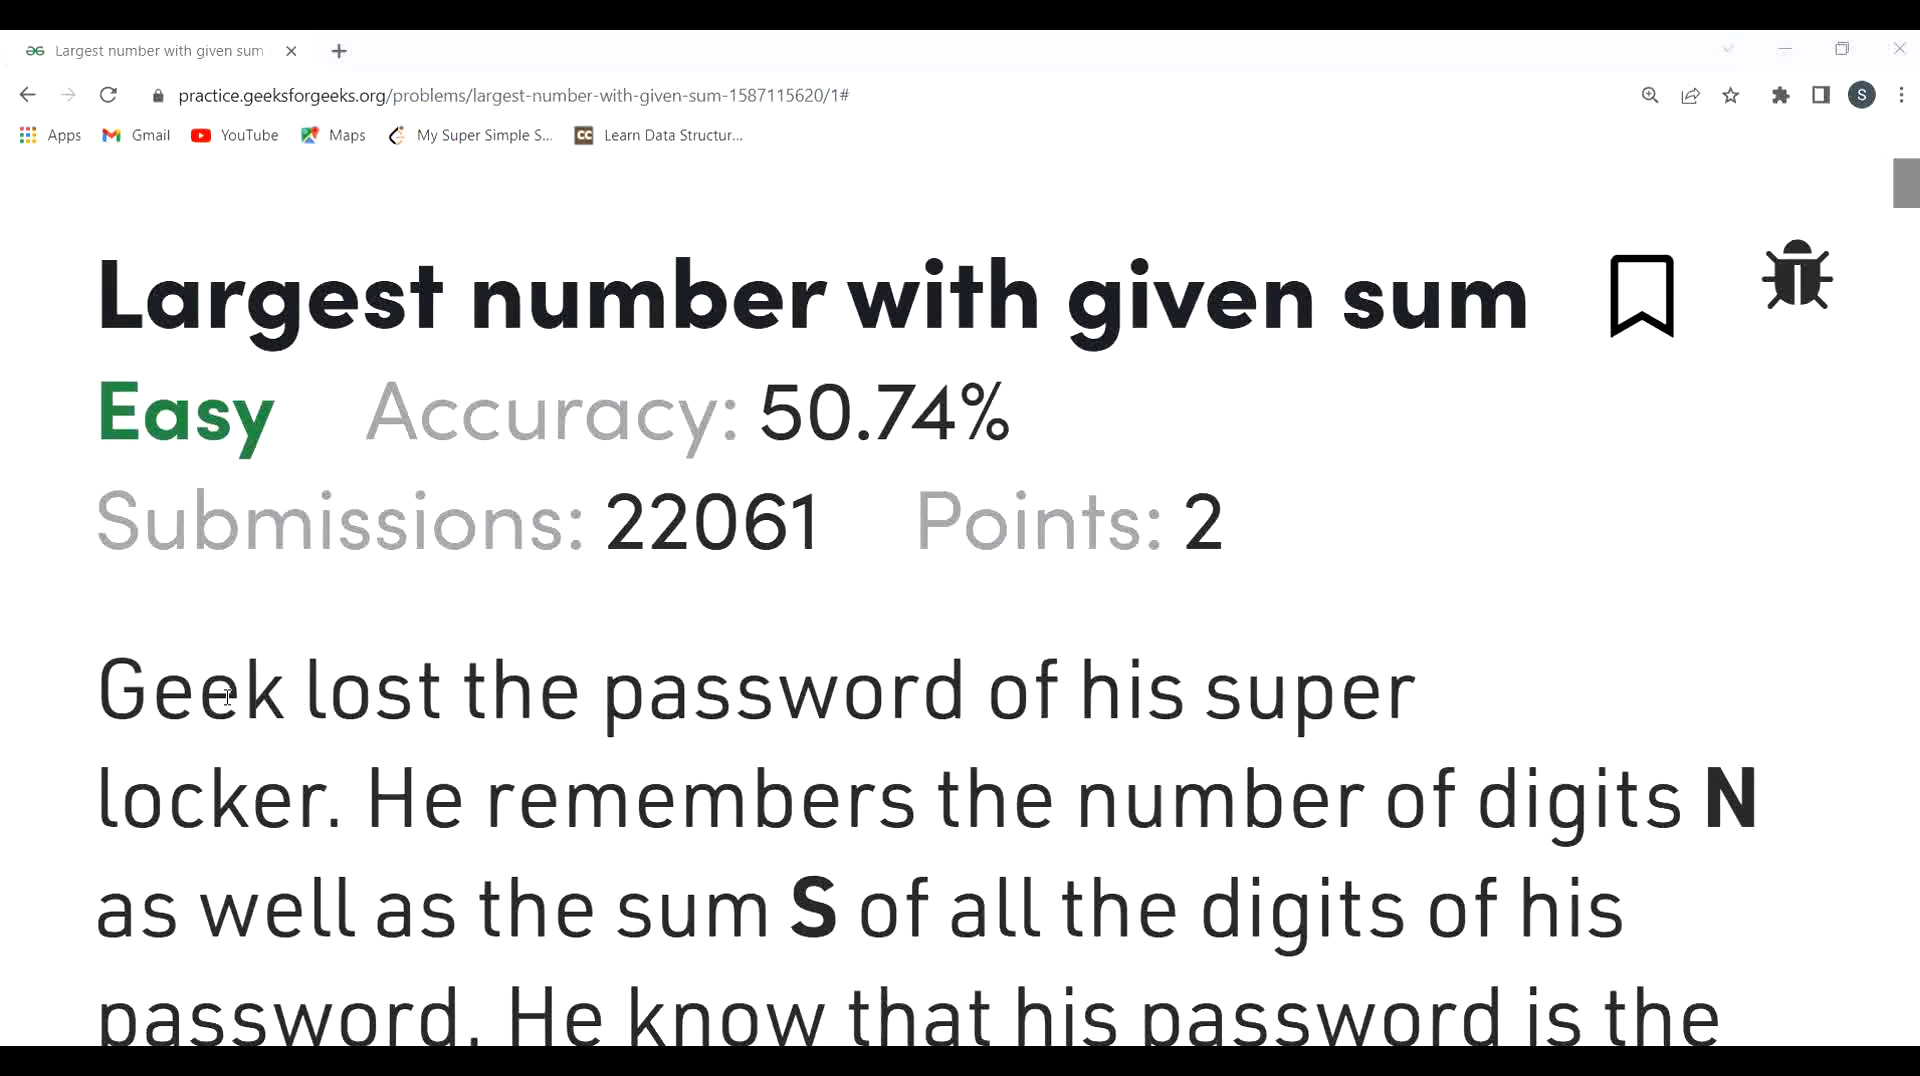 Largest number with given sum
practice.geeksforgeeks.org/problems/largest-number-with-given-sum-1587115620/1#
S
Apps Gmail YouTube Maps My Super Simple S... CC Learn Data Structur...
Largest number with given sum
Easy Accuracy: 50.74%
Submissions: 22061 Points: 2
Geek lost the password of his super
locker. He remembers the number of digits N
as well as the sum S of all the digits of his
password. He know that his password is the